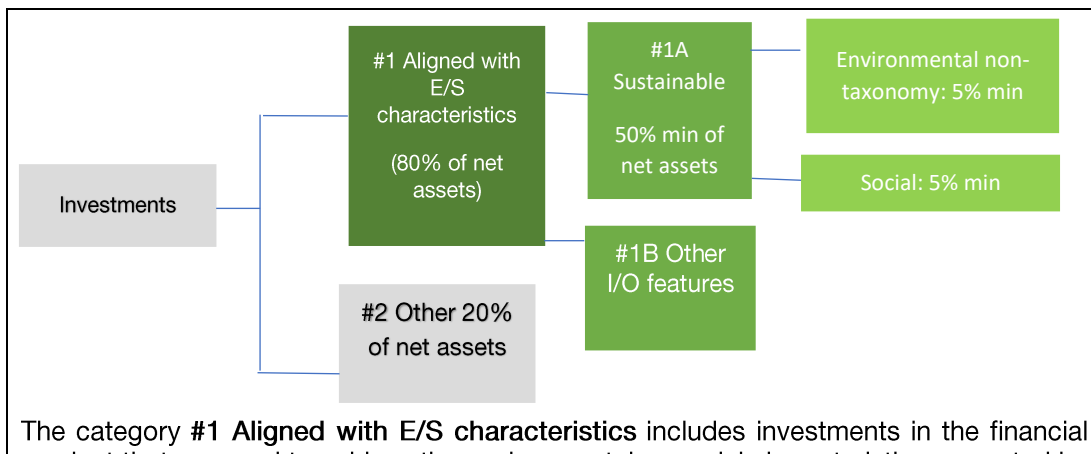 #1 Aligned with
E/S
characteristics
(80% of net
assets)
#1A
Sustainable
50% min of
net assets
Environmental non-
taxonomy: 5% min
Social: 5% min
Investments
#1B Other
I/O features
#2 Other 20%
of net assets
The category #1 Aligned with E/S characteristics includes investments in the financial